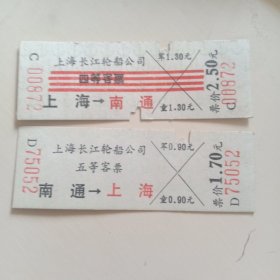 C 00872
上海长江轮船公司
四等客票
上海→南通
军1.30元
童1.30元
票价2.50元
d10872
D75052
上海长江轮船公司
五等客票
南通→上海
军0.90元
童0.90元
票价1.70元
D75052